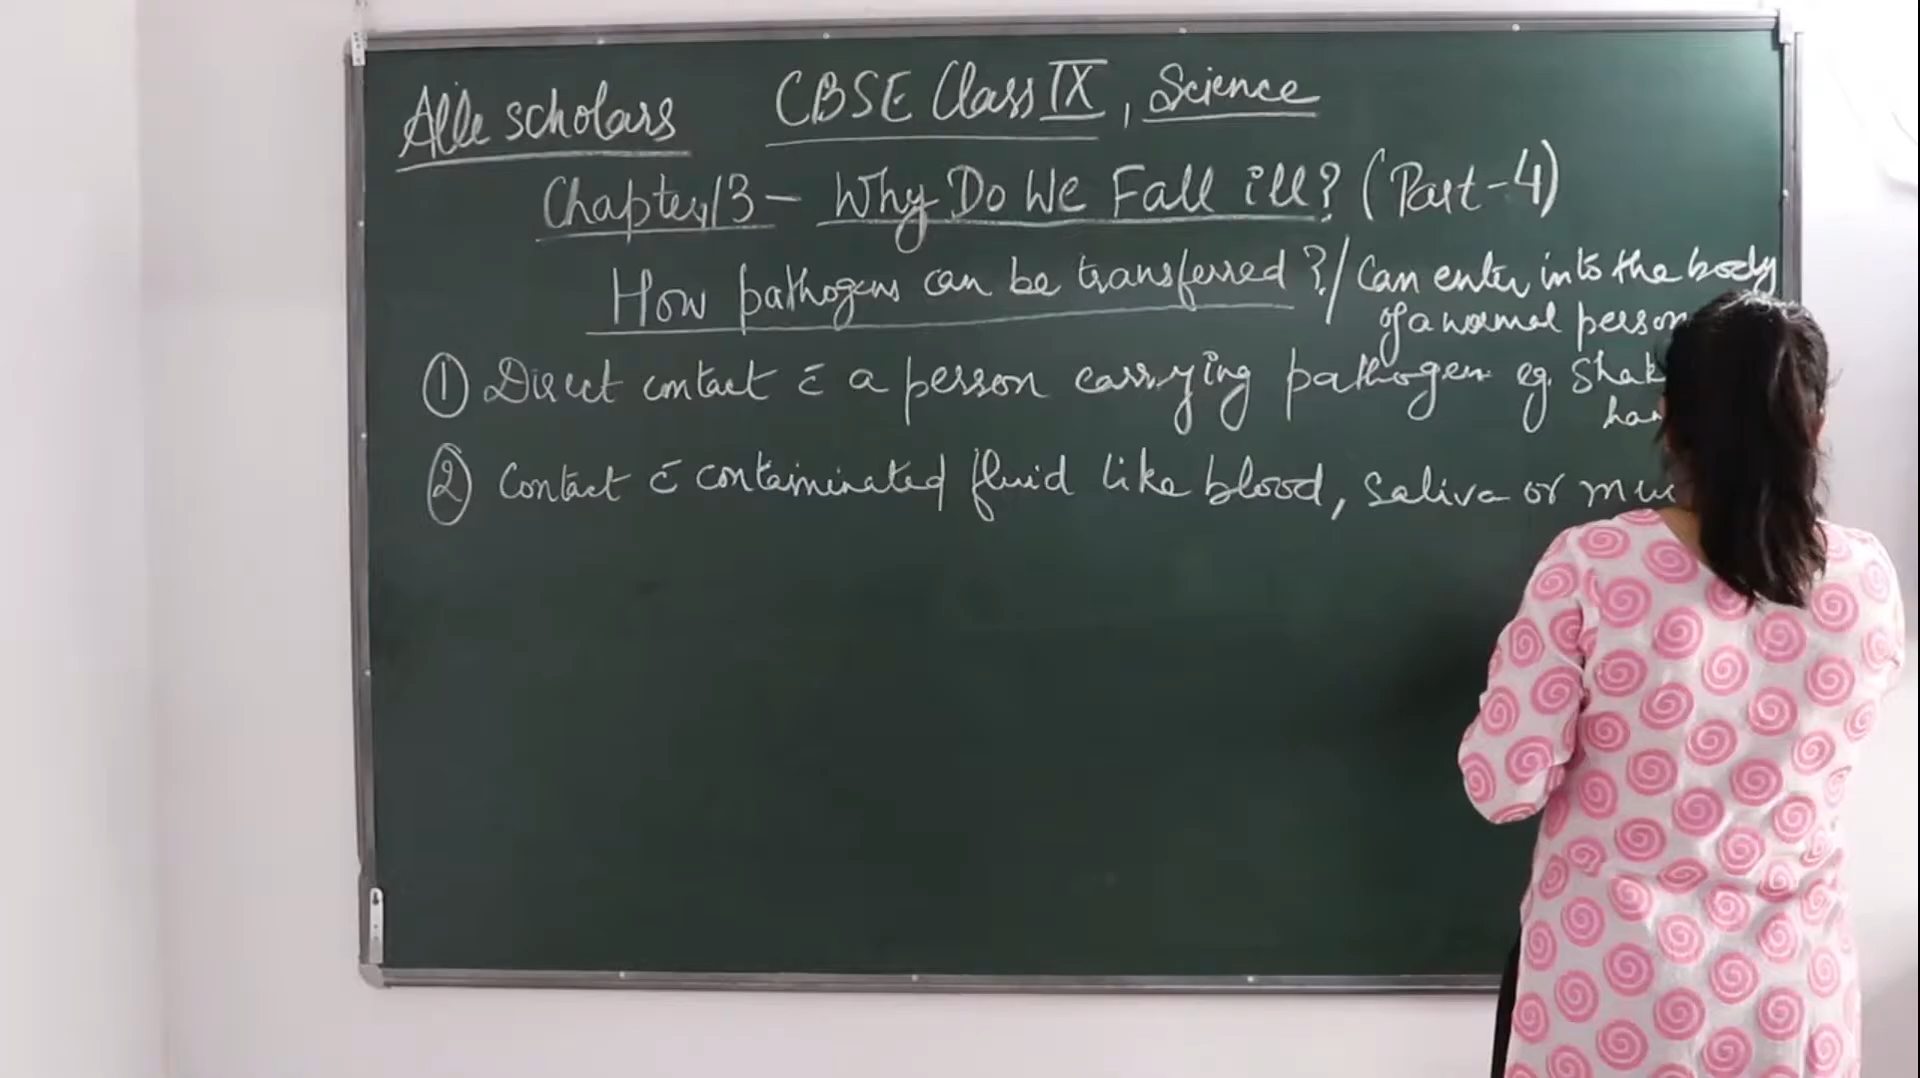 Alle scholars CBSE Class IX, Science
Chapter 13 - Why Do We Fall ill? (Part-4)
How pathogens can be transferred?/ Can enter into the body
of a normal person
① Direct contact c̄ a person carrying pathogen eg. Shak
han
② Contact c̄ contaminated fluid like blood, saliva or muc